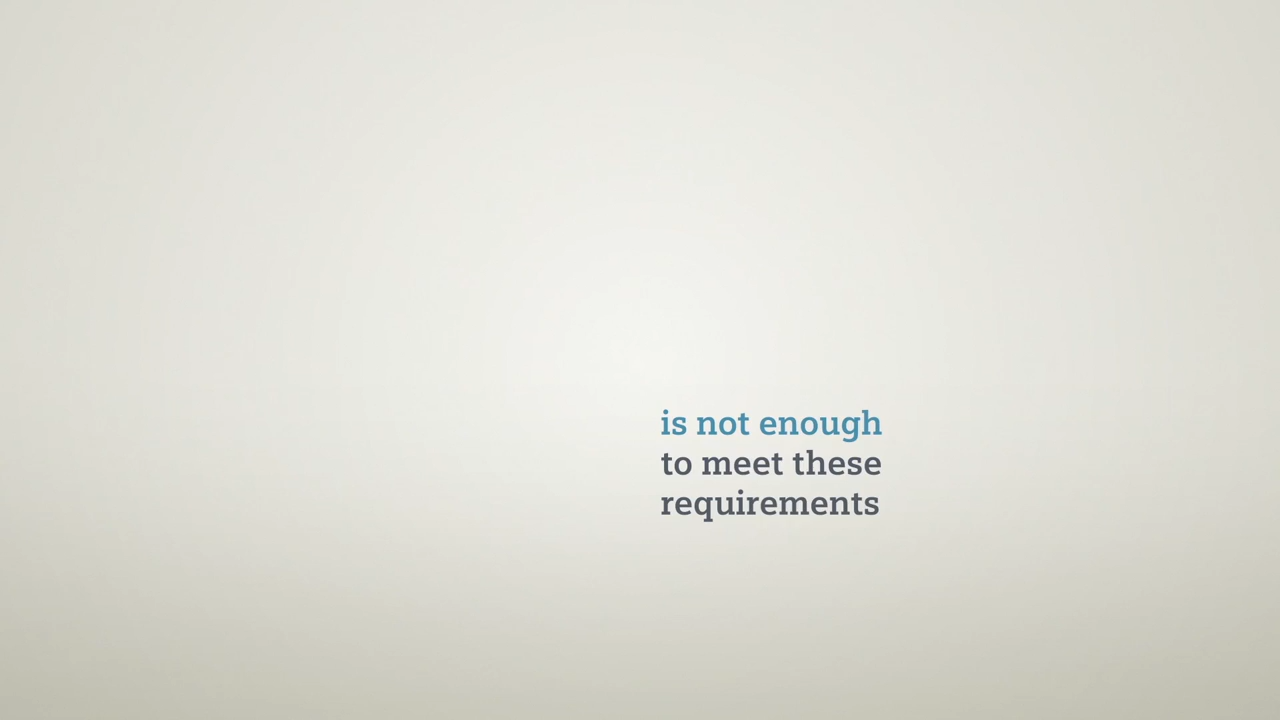 is not enough
to meet these
requirements